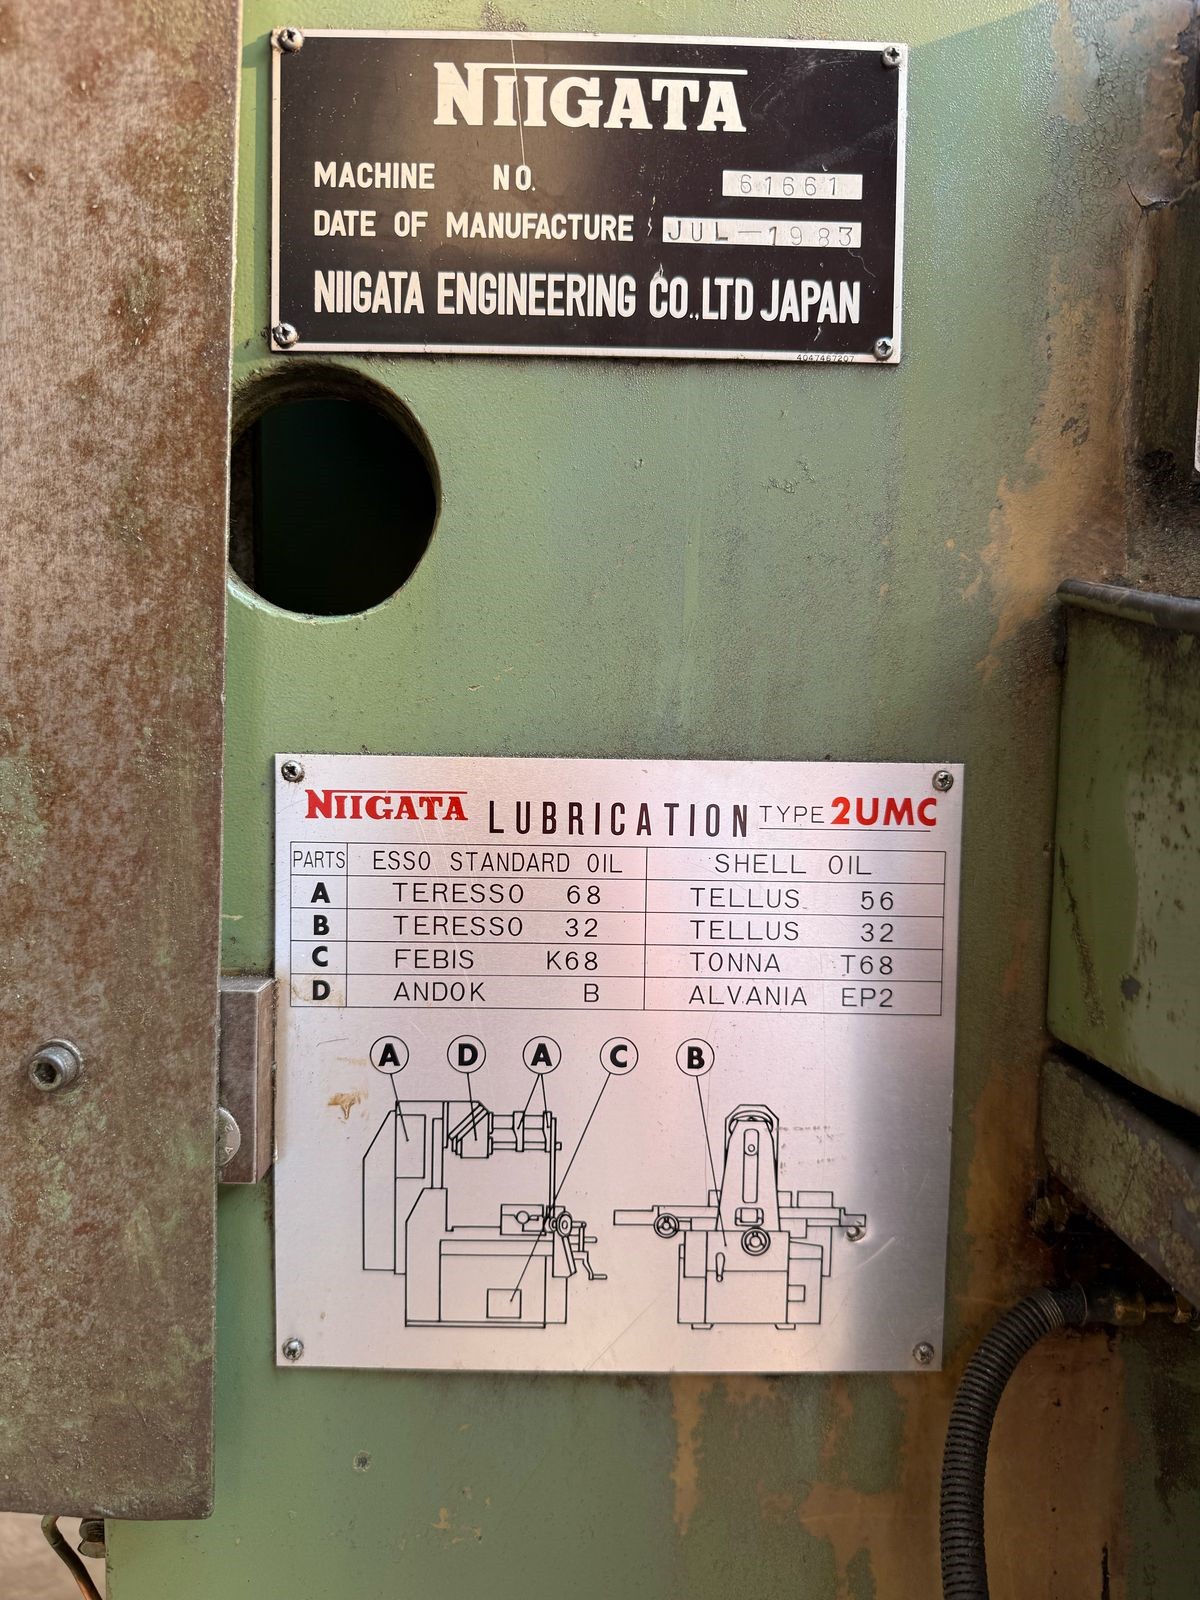 NIIGATA
MACHINE NO. 61661
DATE OF MANUFACTURE JUL-1983
NIIGATA ENGINEERING CO.,LTD JAPAN
4047467207
NIIGATA LUBRICATION TYPE 2UMC
PARTS ESSO STANDARD OIL SHELL OIL
A TERESSO 68 TELLUS 56
B TERESSO 32 TELLUS 32
C FEBIS K68 TONNA T68
D ANDOK B ALVANIA EP2
A D A C B